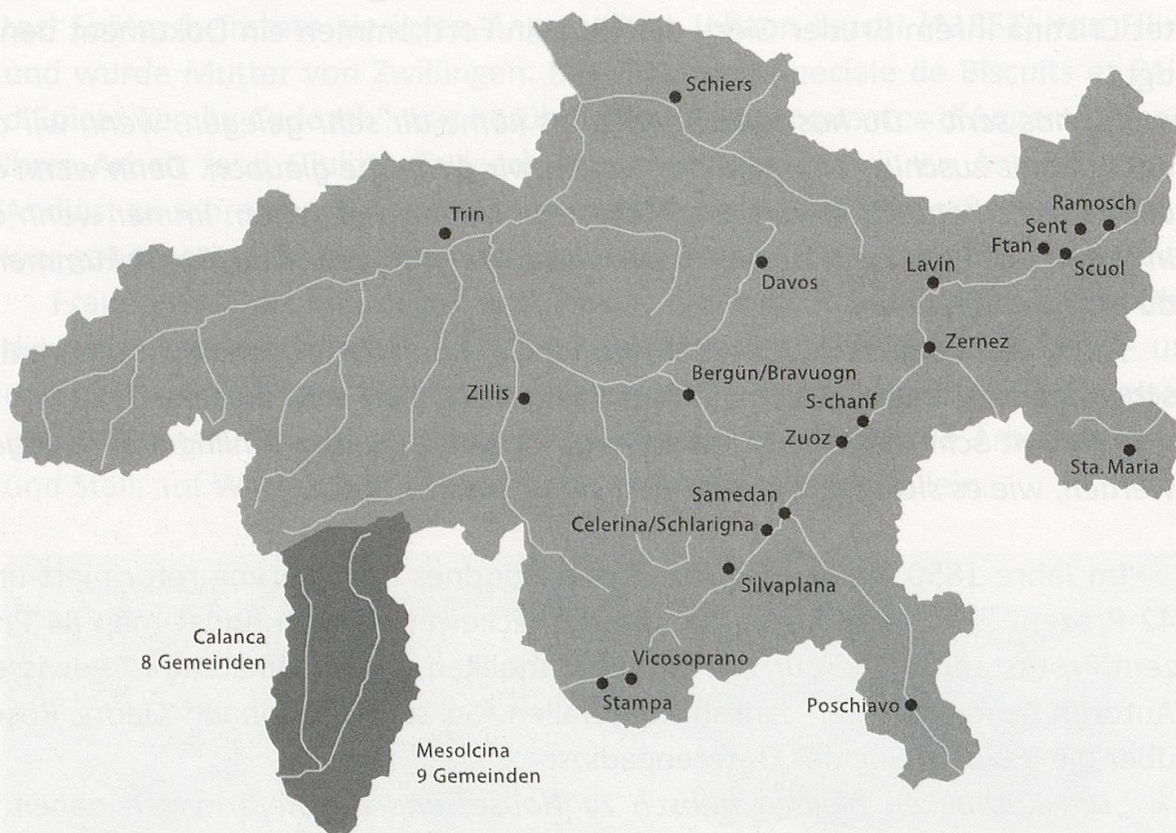 Schiers
Trin
Ramosch
Sent
Ftan
Scuol
Lavin
Davos
Zernez
Bergün/Bravuogn
Zillis
S-chanf
Zuoz
Sta. Maria
Samedan
Celerina/Schlarigna
Silvaplana
Calanca
8 Gemeinden
Vicosoprano
Stampa
Poschiavo
Mesolcina
9 Gemeinden